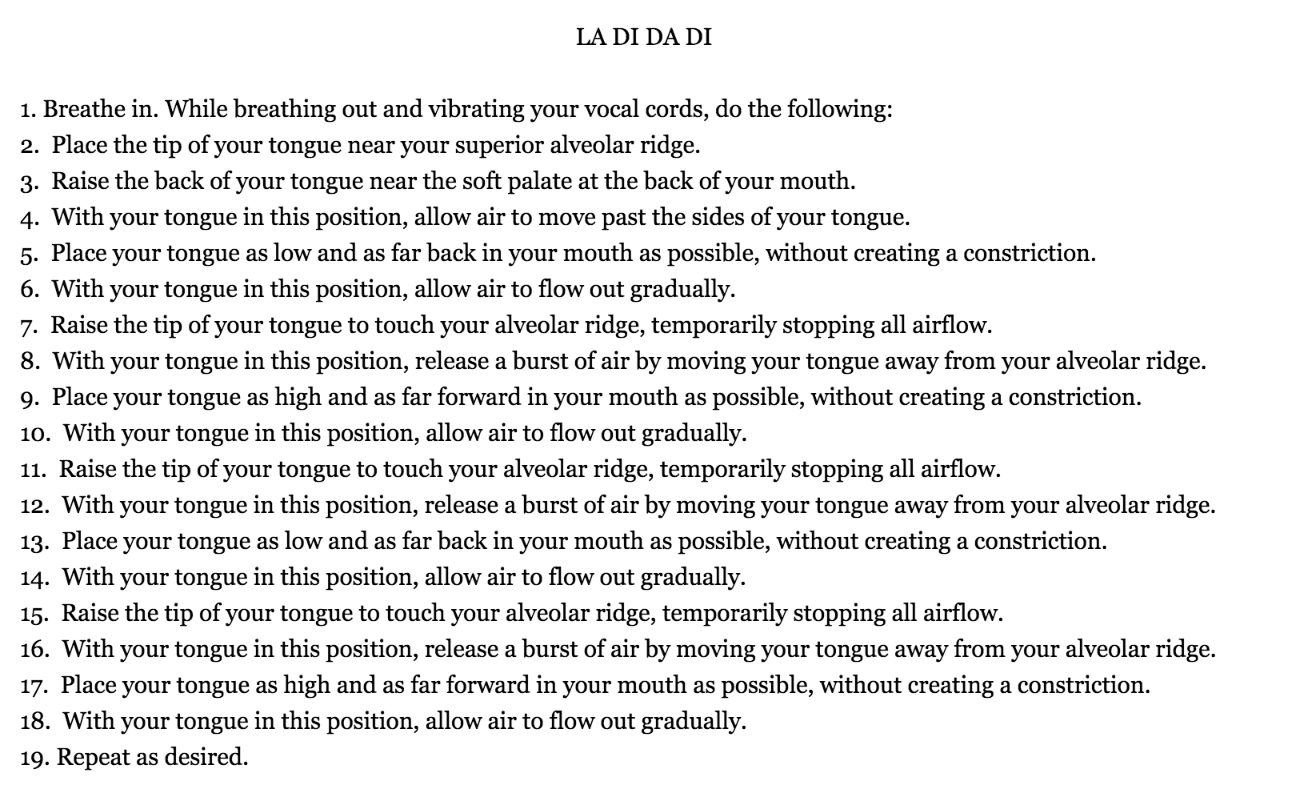 LA DI DA DI
1. Breathe in. While breathing out and vibrating your vocal cords, do the following:
2. Place the tip of your tongue near your superior alveolar ridge.
3. Raise the back of your tongue near the soft palate at the back of your mouth.
4. With your tongue in this position, allow air to move past the sides of your tongue.
5. Place your tongue as low and as far back in your mouth as possible, without creating a constriction.
6. With your tongue in this position, allow air to flow out gradually.
7. Raise the tip of your tongue to touch your alveolar ridge, temporarily stopping all airflow.
8. With your tongue in this position, release a burst of air by moving your tongue away from your alveolar ridge.
9. Place your tongue as high and as far forward in your mouth as possible, without creating a constriction.
10. With your tongue in this position, allow air to flow out gradually.
11. Raise the tip of your tongue to touch your alveolar ridge, temporarily stopping all airflow.
12. With your tongue in this position, release a burst of air by moving your tongue away from your alveolar ridge.
13. Place your tongue as low and as far back in your mouth as possible, without creating a constriction.
14. With your tongue in this position, allow air to flow out gradually.
15. Raise the tip of your tongue to touch your alveolar ridge, temporarily stopping all airflow.
16. With your tongue in this position, release a burst of air by moving your tongue away from your alveolar ridge.
17. Place your tongue as high and as far forward in your mouth as possible, without creating a constriction.
18. With your tongue in this position, allow air to flow out gradually.
19. Repeat as desired.